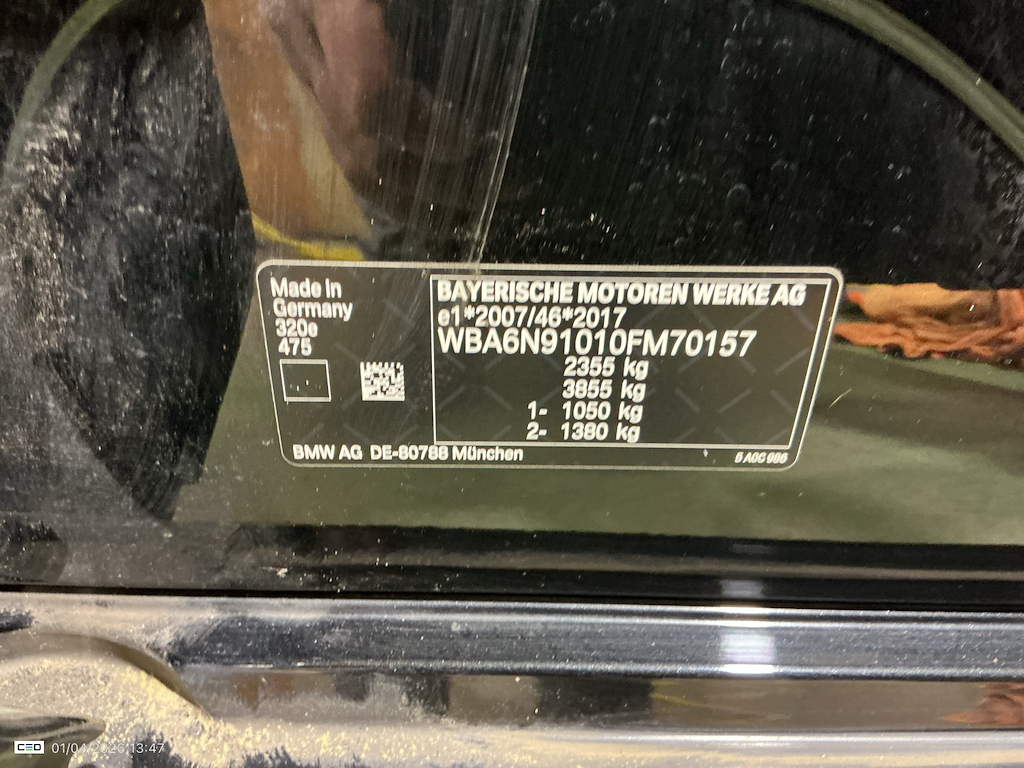 Made in
Germany
320e
475
BAYERISCHE MOTOREN WERKE AG
e1*2007/46*2017
WBA6N91010FM70157
2355 kg
3855 kg
1- 1050 kg
2- 1380 kg
BMW AG DE-80788 München
CEO 01/04/2026, 13:47